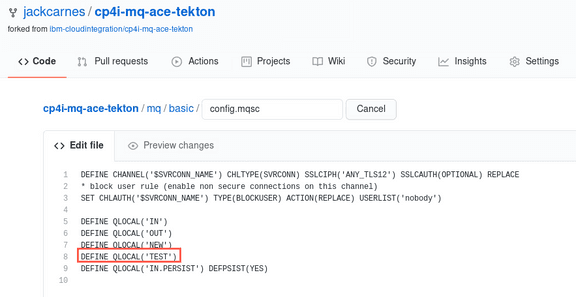 jackcarnes / cp4i-mq-ace-tekton
forked from ibm-cloudintegration/cp4i-mq-ace-tekton
Code Pull requests Actions Projects Wiki Security Insights Settings
cp4i-mq-ace-tekton / mq / basic / config.mqsc Cancel
Edit file Preview changes
1 DEFINE CHANNEL('$SVRCONN_NAME') CHLTYPE(SVRCONN) SSLCIPH('ANY_TLS12') SSLCAUTH(OPTIONAL) REPLACE
2 * block user rule (enable non secure connections on this channel)
3 SET CHLAUTH('$SVRCONN_NAME') TYPE(BLOCKUSER) ACTION(REPLACE) USERLIST('nobody')
4
5 DEFINE QLOCAL('IN')
6 DEFINE QLOCAL('OUT')
7 DEFINE QLOCAL('NEW')
8 DEFINE QLOCAL('TEST')
9 DEFINE QLOCAL('IN.PERSIST') DEFPSIST(YES)
10